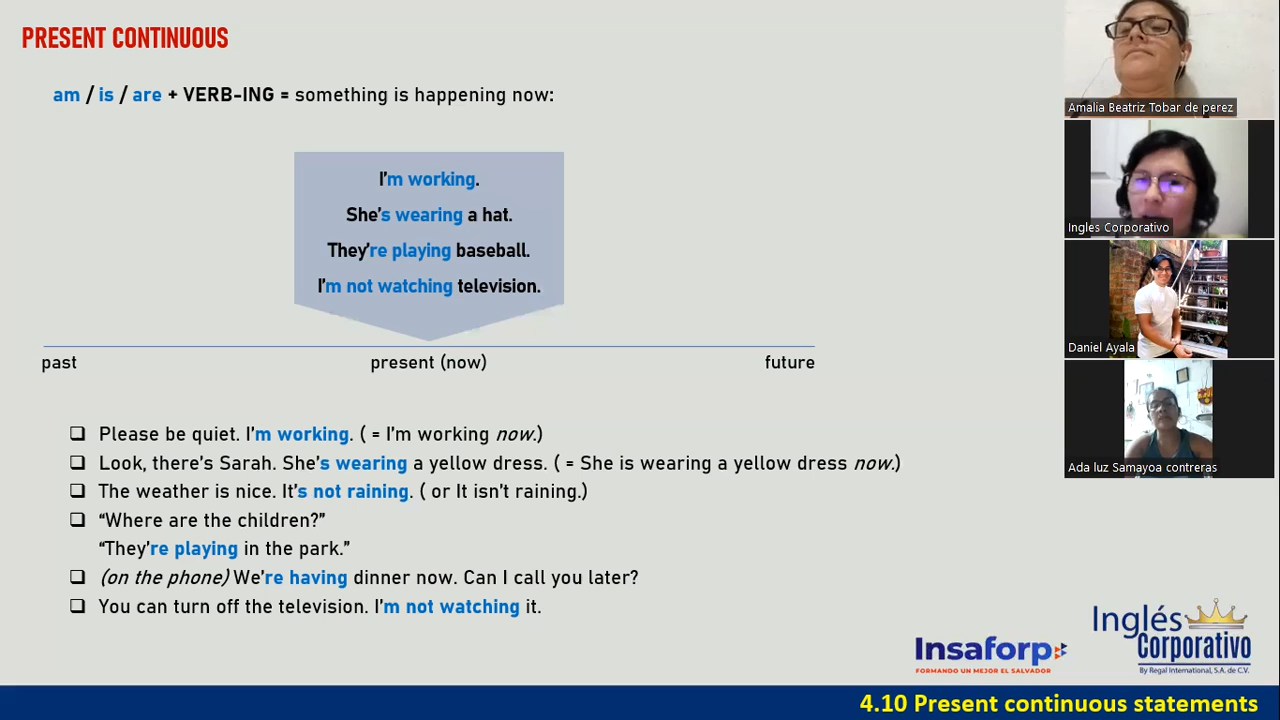 PRESENT CONTINUOUS
am / is / are + VERB-ING = something is happening now:
I'm working.
She's wearing a hat.
They're playing baseball.
I'm not watching television.
past present (now) future
❑ Please be quiet. I'm working. ( = I'm working now.)
❑ Look, there's Sarah. She's wearing a yellow dress. ( = She is wearing a yellow dress now.)
❑ The weather is nice. It's not raining. ( or It isn't raining.)
❑ “Where are the children?”
“They're playing in the park.”
❑ (on the phone) We're having dinner now. Can I call you later?
❑ You can turn off the television. I'm not watching it.
Amalia Beatriz Tobar de perez
Ingles Corporativo
Daniel Ayala
Ada luz Samayoa contreras
Insaforp
FORMANDO UN MEJOR EL SALVADOR
Inglés
Corporativo
By Regal International, S.A. de C.V.
4.10 Present continuous statements